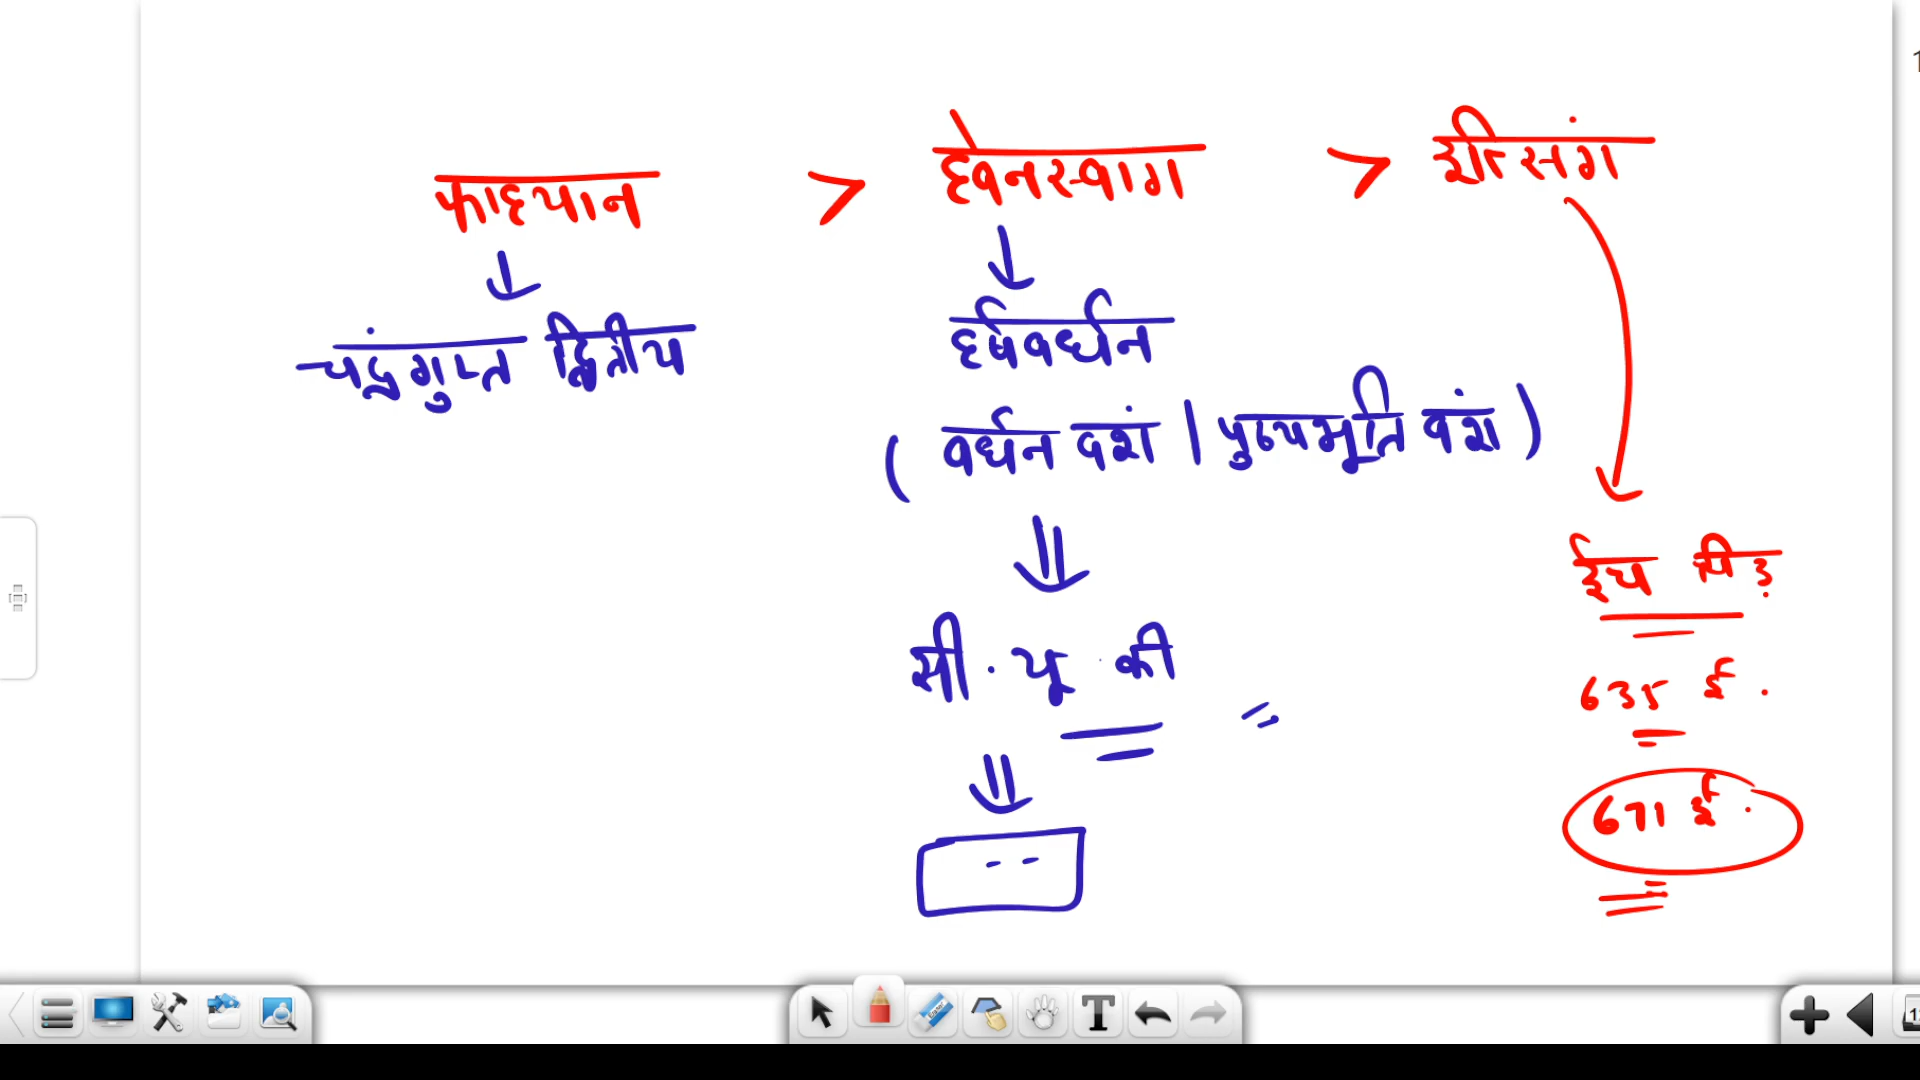 फाह्यान > ह्वेनस्वाग > इत्सिंग
चंद्रगुप्त द्वितीय
हर्षवर्धन
( वर्धन वंश | पुष्यभूति वंश )
ईच पिंड़
सी . यू . की
635 ई .
671 ई .
T